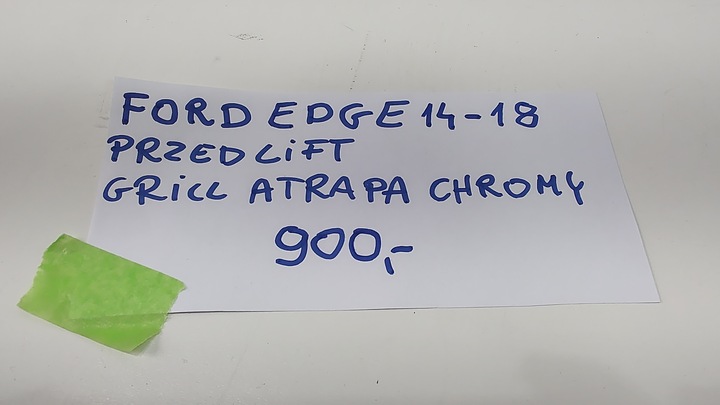 FORD EDGE 14-18
PRZEDLiFT
GRiLL ATRAPA CHROMY
900,-